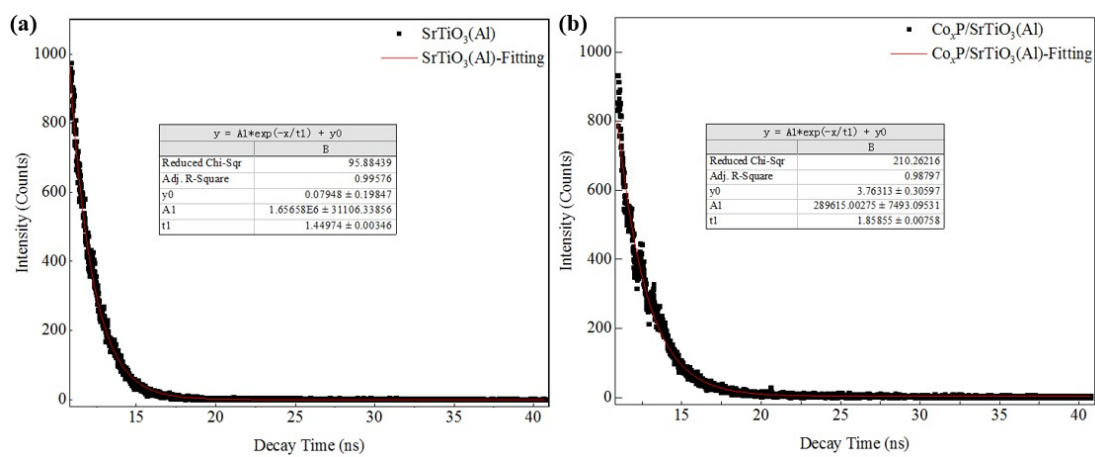 (a)
SrTiO₃(Al)
SrTiO₃(Al)-Fitting
1000
800
600
400
200
0
Intensity (Counts)
y = A1*exp(-x/t1) + y0
B
Reduced Chi-Sqr 95.88439
Adj. R-Square 0.99576
y0 0.07948 ± 0.19847
A1 1.65658E6 ± 31106.33856
t1 1.44974 ± 0.00346
15 20 25 30 35 40
Decay Time (ns)
(b)
CoₓP/SrTiO₃(Al)
CoₓP/SrTiO₃(Al)-Fitting
1000
800
600
400
200
0
Intensity (Counts)
y = A1*exp(-x/t1) + y0
B
Reduced Chi-Sqr 210.26216
Adj. R-Square 0.98797
y0 3.76313 ± 0.30597
A1 289615.00275 ± 7493.09531
t1 1.85855 ± 0.00758
15 20 25 30 35 40
Decay Time (ns)